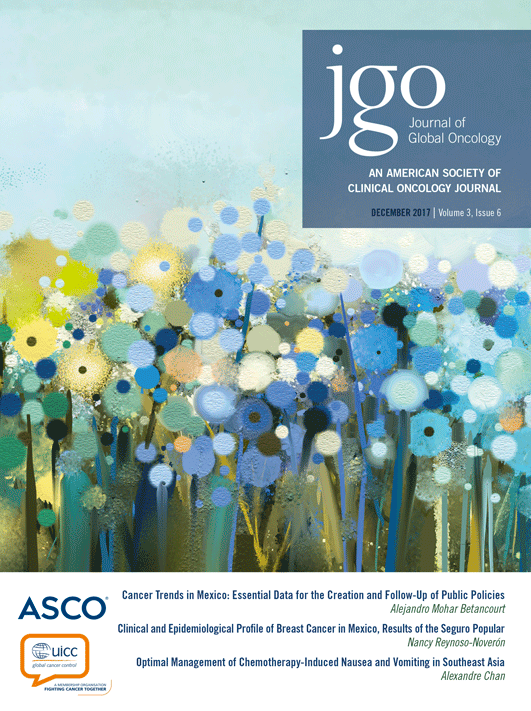 jgo
Journal of
Global Oncology
AN AMERICAN SOCIETY OF
CLINICAL ONCOLOGY JOURNAL
DECEMBER 2017 | Volume 3, Issue 6
ASCO®
Cancer Trends in Mexico: Essential Data for the Creation and Follow-Up of Public Policies
Alejandro Mohar Betancourt
Clinical and Epidemiological Profile of Breast Cancer in Mexico, Results of the Seguro Popular
Nancy Reynoso-Noverón
Optimal Management of Chemotherapy-Induced Nausea and Vomiting in Southeast Asia
Alexandre Chan
uicc
global cancer control
A MEMBERSHIP ORGANISATION
FIGHTING CANCER TOGETHER